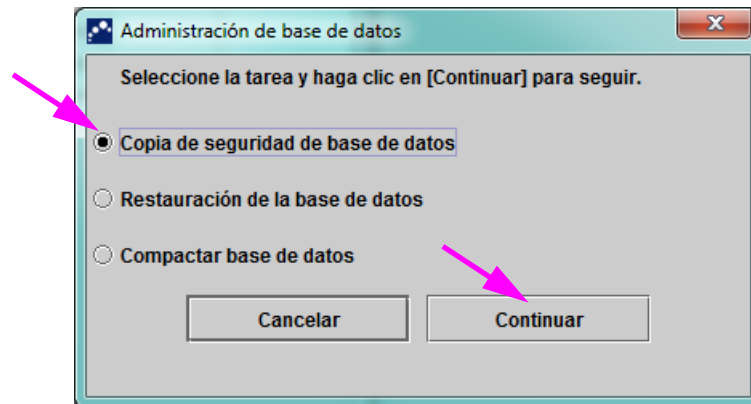 Administración de base de datos
Seleccione la tarea y haga clic en [Continuar] para seguir.
Copia de seguridad de base de datos
Restauración de la base de datos
Compactar base de datos
Cancelar
Continuar